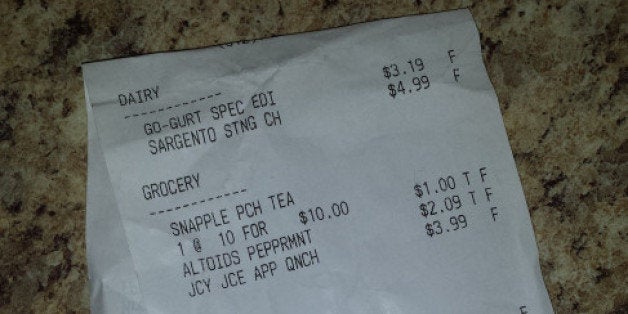 DAIRY
------------
GO-GURT SPEC EDI $3.19 F
SARGENTO STNG CH $4.99 F
GROCERY
------------
SNAPPLE PCH TEA $1.00 T F
1 @ 10 FOR $10.00
ALTOIDS PEPPRMNT $2.09 T F
JCY JCE APP QNCH $3.99 F
F